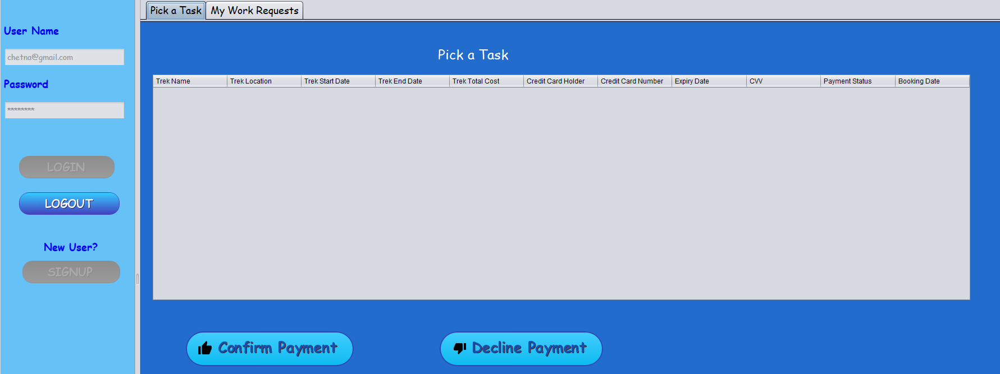 Pick a Task My Work Requests
User Name
chetna@gmail.com
Password
********
LOGIN
LOGOUT
New User?
SIGNUP
Pick a Task
Trek Name Trek Location Trek Start Date Trek End Date Trek Total Cost Credit Card Holder Credit Card Number Expiry Date CVV Payment Status Booking Date
Confirm Payment Decline Payment